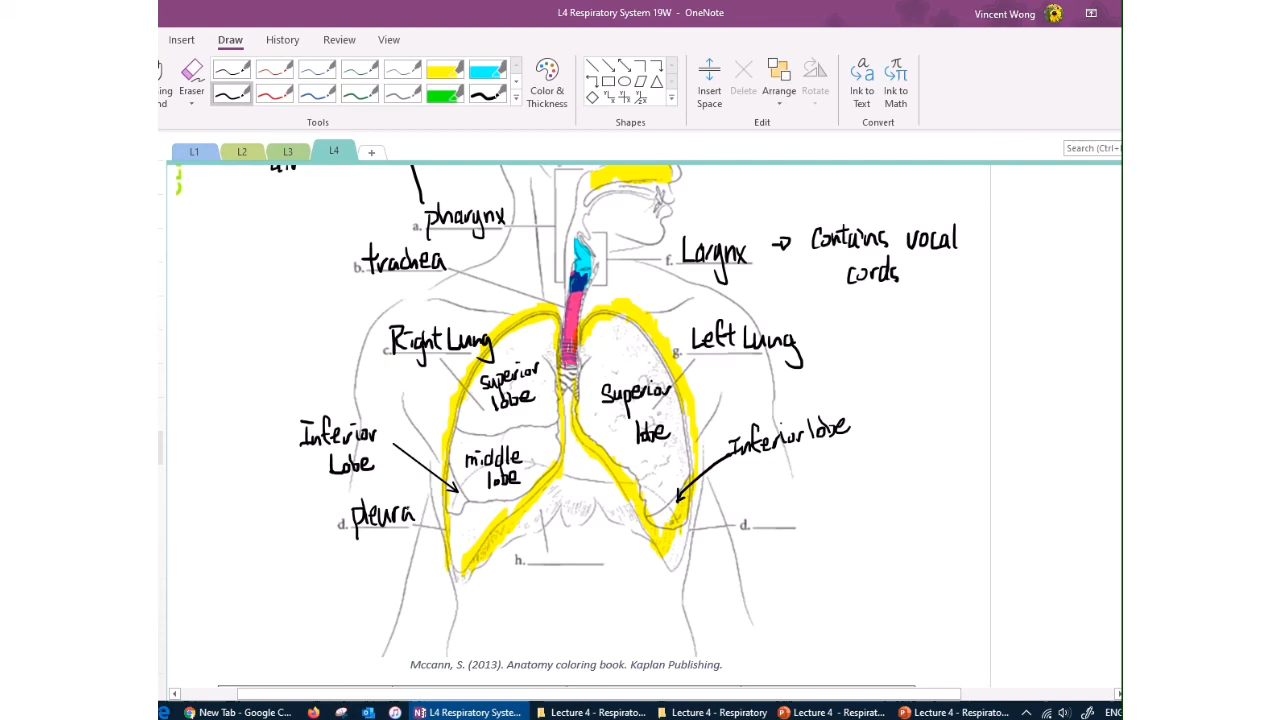 L4 Respiratory System 19W - OneNote
Vincent Wong
Insert Draw History Review View
Eraser
Color & Thickness
Insert Space
Delete
Arrange
Rotate
Ink to Text
Ink to Math
Tools Shapes Edit Convert
L1 L2 L3 L4 +
Search (Ctrl+
a. pharynx
b. trachea
f. Larynx → Contains vocal
cords
c. Right Lung
g. Left Lung
superior
lobe
Superior
lobe
Inferior
Lobe
middle
lobe
Inferior lobe
d. pleura
d.
h.
Mccann, S. (2013). Anatomy coloring book. Kaplan Publishing.
New Tab - Google C... L4 Respiratory Syste... Lecture 4 - Respirato... Lecture 4 - Respiratory Lecture 4 - Respirat... Lecture 4 - Respirato... ENG